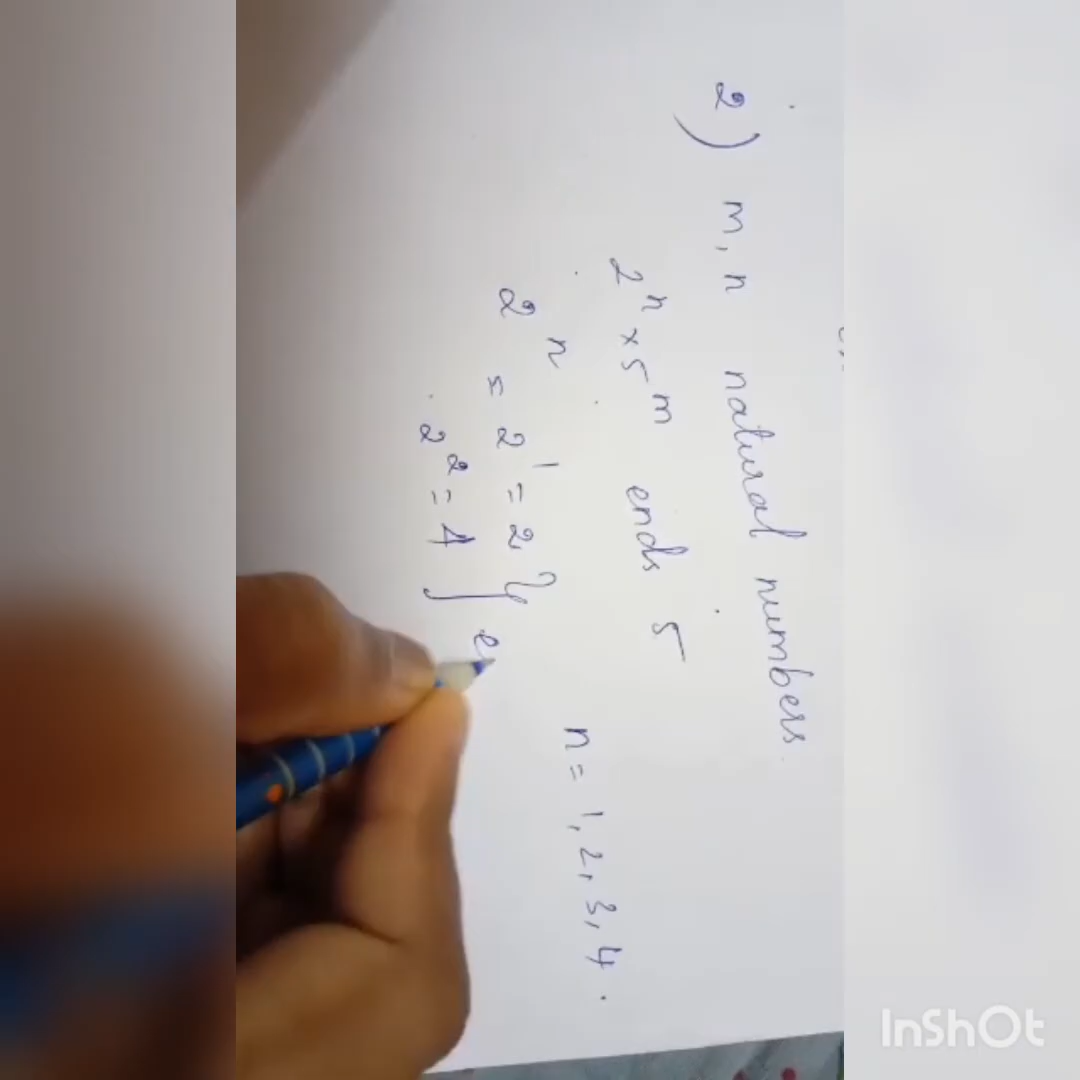 2) m, n natural numbers.
2ⁿ × 5ᵐ ends 5
n = 1, 2, 3, 4.
2ⁿ = 2¹ = 2,
2² = 4 } e
InShOt